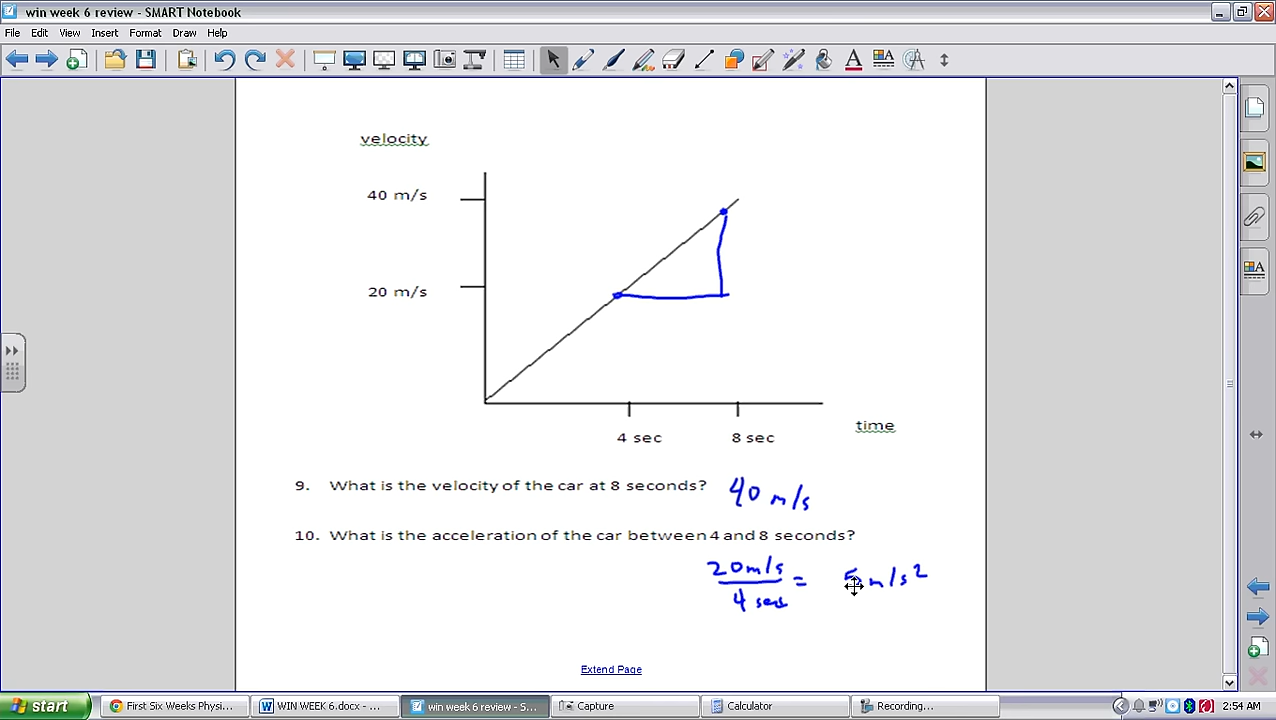 win week 6 review - SMART Notebook
File Edit View Insert Format Draw Help
velocity
40 m/s
20 m/s
4 sec 8 sec
time
9. What is the velocity of the car at 8 seconds? 40 m/s
10. What is the acceleration of the car between 4 and 8 seconds?
20 m/s
4 sec
= 5 m/s²
Extend Page
start First Six Weeks Physi... WIN WEEK 6.docx - ... win week 6 review - S... Capture Calculator Recording... 2:54 AM